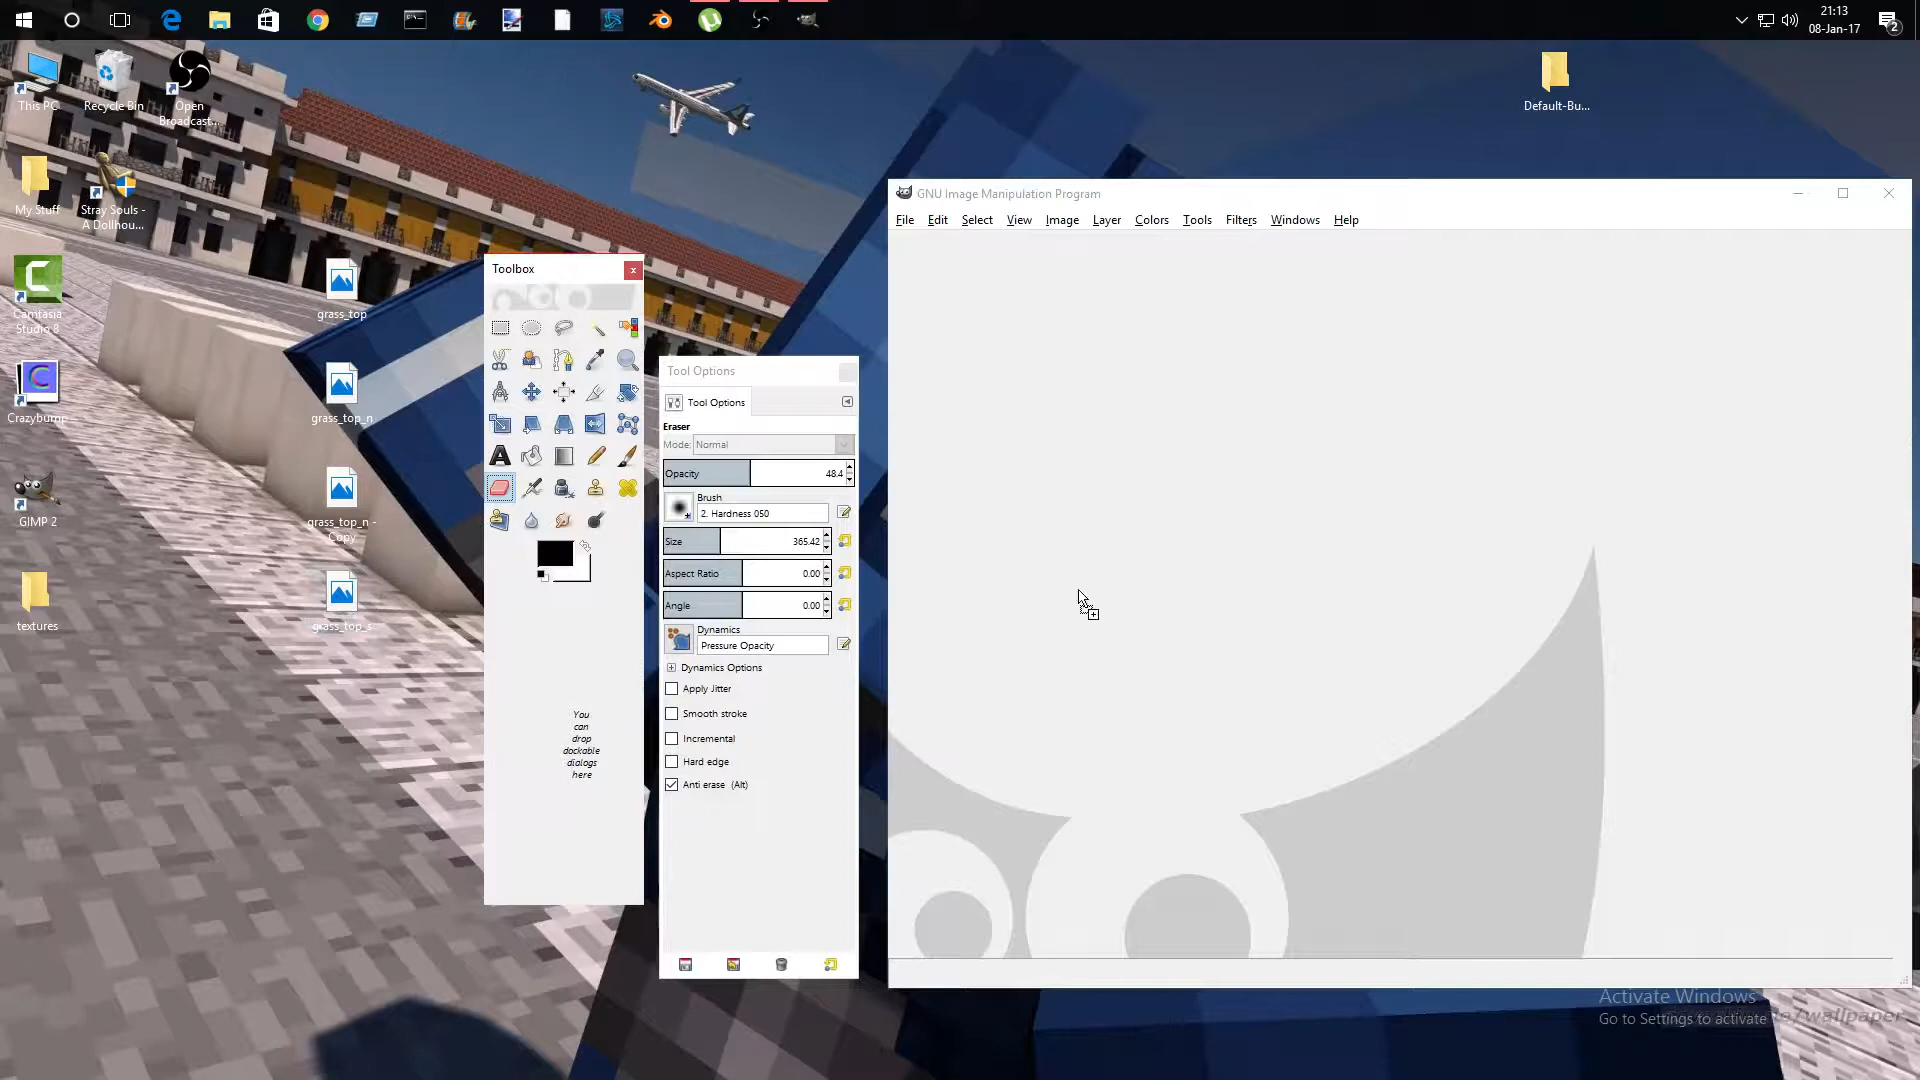 21:13
08-Jan-17
2
This PC
Recycle Bin
Open
Broadcast...
Default-Bu...
My Stuff
Stray Souls -
A Dollhou...
GNU Image Manipulation Program
File Edit Select View Image Layer Colors Tools Filters Windows Help
Toolbox
Camtasia
Studio 8
grass_top
Tool Options
Tool Options
Crazybump
grass_top_n
Eraser
Mode: Normal
Opacity 48.4
Brush
2. Hardness 050
GIMP 2
grass_top_n -
Copy
Size 365.42
Aspect Ratio 0.00
Angle 0.00
textures
grass_top_s
Dynamics
Pressure Opacity
Dynamics Options
Apply Jitter
Smooth stroke
Incremental
Hard edge
Anti erase (Alt)
You
can
drop
dockable
dialogs
here
Activate Windows
Go to Settings to activate
/wallpaper